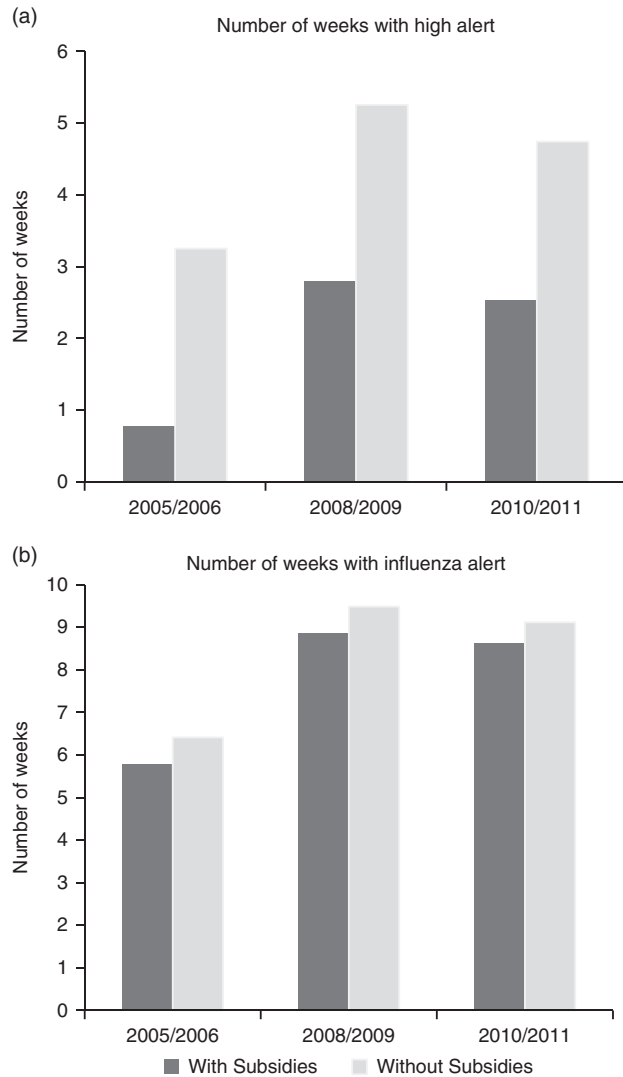 (a)
Number of weeks with high alert
Number of weeks
6
5
4
3
2
1
0
2005/2006 2008/2009 2010/2011
(b)
Number of weeks with influenza alert
Number of weeks
10
9
8
7
6
5
4
3
2
1
0
2005/2006 2008/2009 2010/2011
With Subsidies Without Subsidies